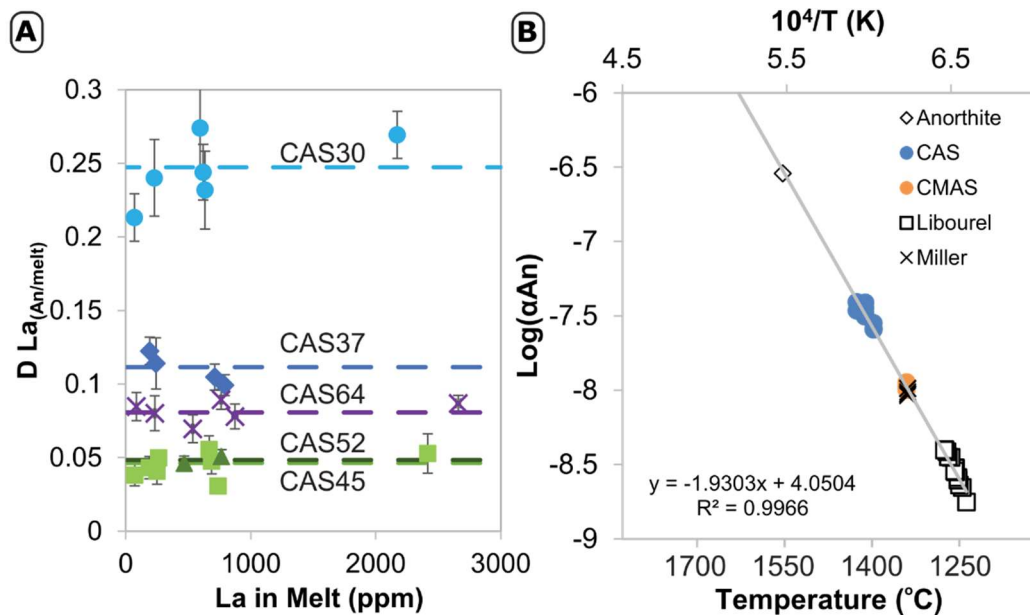 A
D La(An/melt)
0.3
0.25
0.2
0.15
0.1
0.05
0
CAS30
CAS37
CAS64
CAS52
CAS45
0
1000
2000
3000
La in Melt (ppm)
B
10⁴/T (K)
4.5
5.5
6.5
Log(αAn)
-6
-6.5
-7
-7.5
-8
-8.5
-9
Anorthite
CAS
CMAS
Libourel
Miller
y = -1.9303x + 4.0504
R² = 0.9966
1700
1550
1400
1250
Temperature (°C)